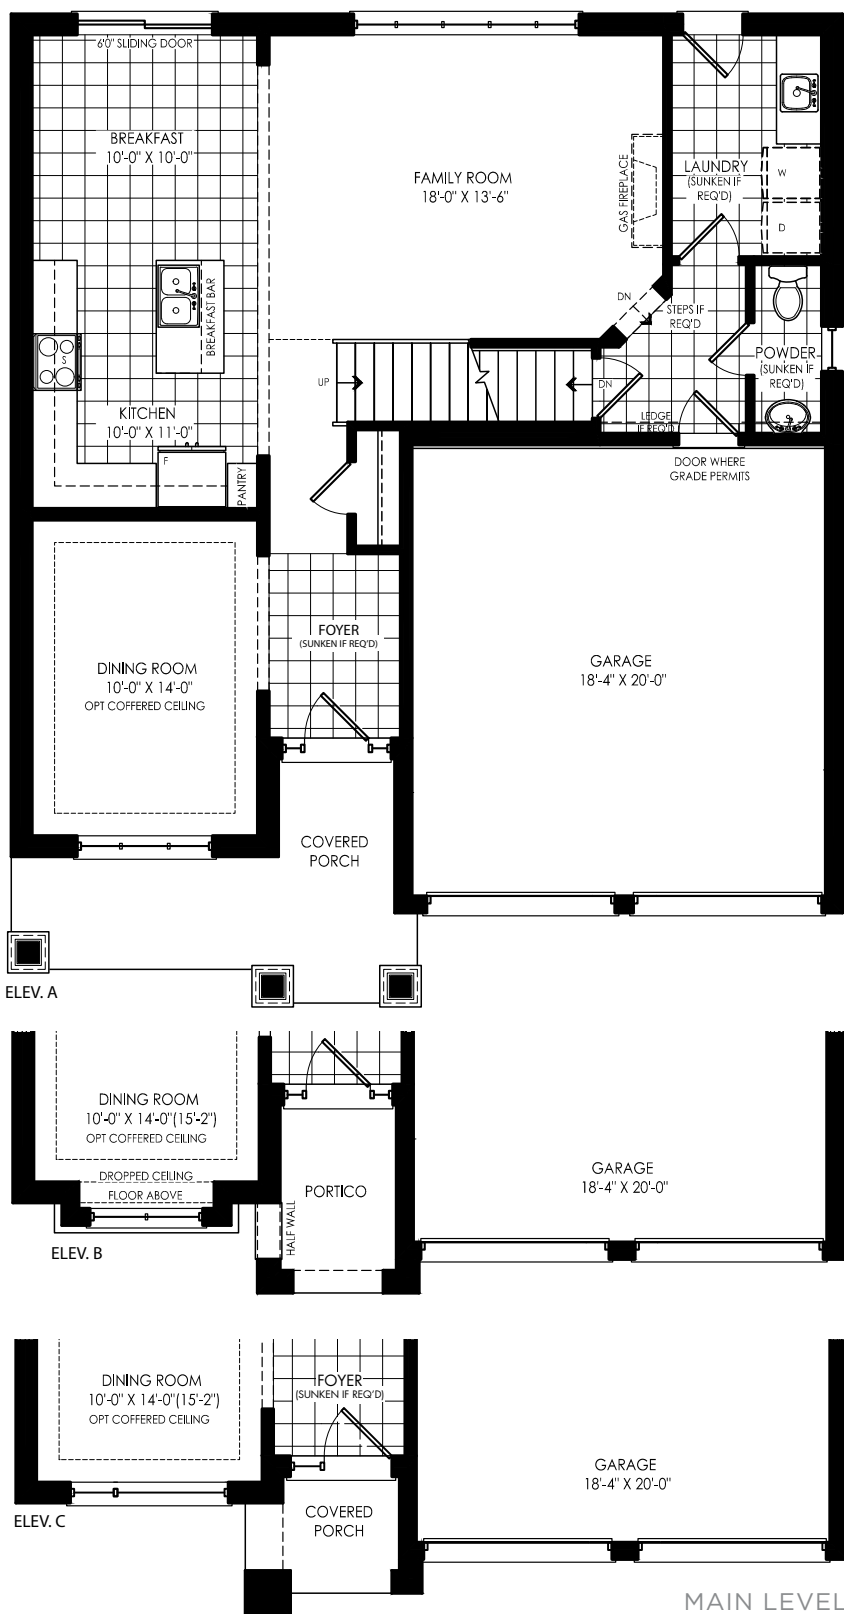 6'0" SLIDING DOOR
BREAKFAST
10'-0" X 10'-0"
FAMILY ROOM
18'-0" X 13'-6"
GAS FIREPLACE
LAUNDRY
(SUNKEN IF
REQ'D)
W
D
DN
STEPS IF
REQ'D
POWDER
(SUNKEN IF
REQ'D)
BREAKFAST BAR
S
UP
DN
KITCHEN
10'-0" X 11'-0"
LEDGE
IF REQ'D
F
PANTRY
DOOR WHERE
GRADE PERMITS
FOYER
(SUNKEN IF REQ'D)
DINING ROOM
10'-0" X 14'-0"
OPT COFFERED CEILING
GARAGE
18'-4" X 20'-0"
COVERED
PORCH
ELEV. A
DINING ROOM
10'-0" X 14'-0"(15'-2")
OPT COFFERED CEILING
DROPPED CEILING
FLOOR ABOVE
PORTICO
HALF WALL
GARAGE
18'-4" X 20'-0"
ELEV. B
DINING ROOM
10'-0" X 14'-0"(15'-2")
OPT COFFERED CEILING
FOYER
(SUNKEN IF REQ'D)
GARAGE
18'-4" X 20'-0"
COVERED
PORCH
ELEV. C
MAIN LEVEL